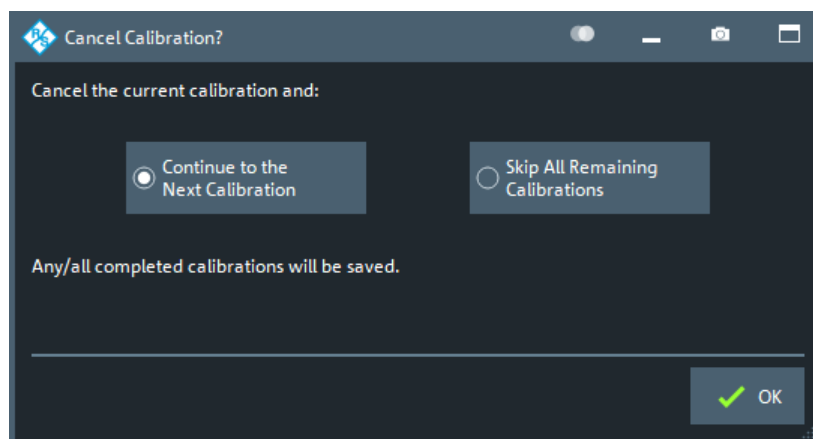 R&S Cancel Calibration?
Cancel the current calibration and:
Continue to the
Next Calibration
Skip All Remaining
Calibrations
Any/all completed calibrations will be saved.
OK